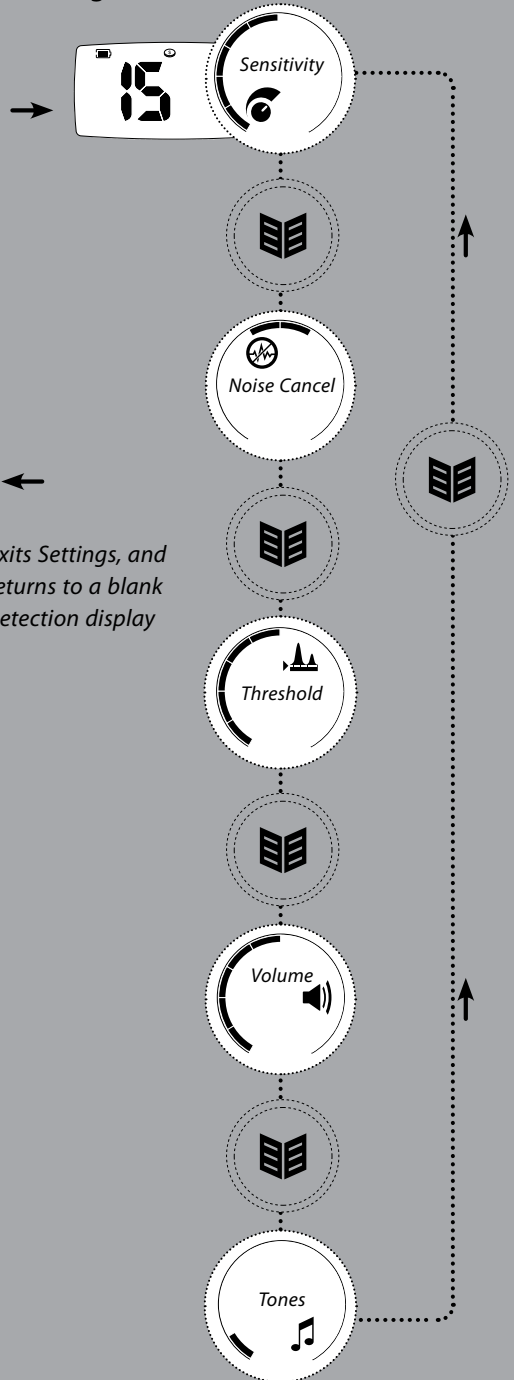 15
Sensitivity
Noise Cancel
xits Settings, and
eturns to a blank
etection display
Threshold
Volume
Tones